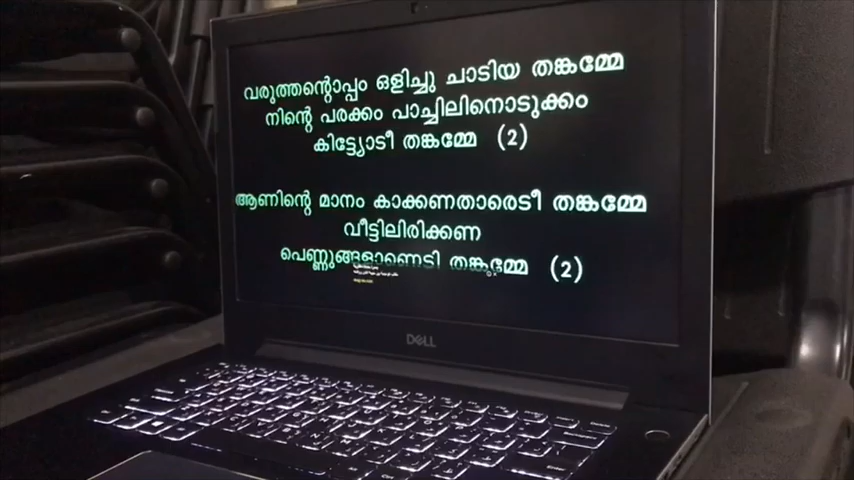 വരുത്തന്റൊപ്പം ഒളിച്ചു ചാടിയ തങ്കമ്മേ
നിന്റെ പരക്കം പാച്ചിലിനൊടുക്കം
കിട്ട്യോടീ തങ്കമ്മേ (2)
ആണിന്റെ മാനം കാക്കണതാരെടീ തങ്കമ്മേ
വീട്ടിലിരിക്കണ
പെണ്ണുങ്ങളാണെടി തങ്കമ്മേ (2)
DELL